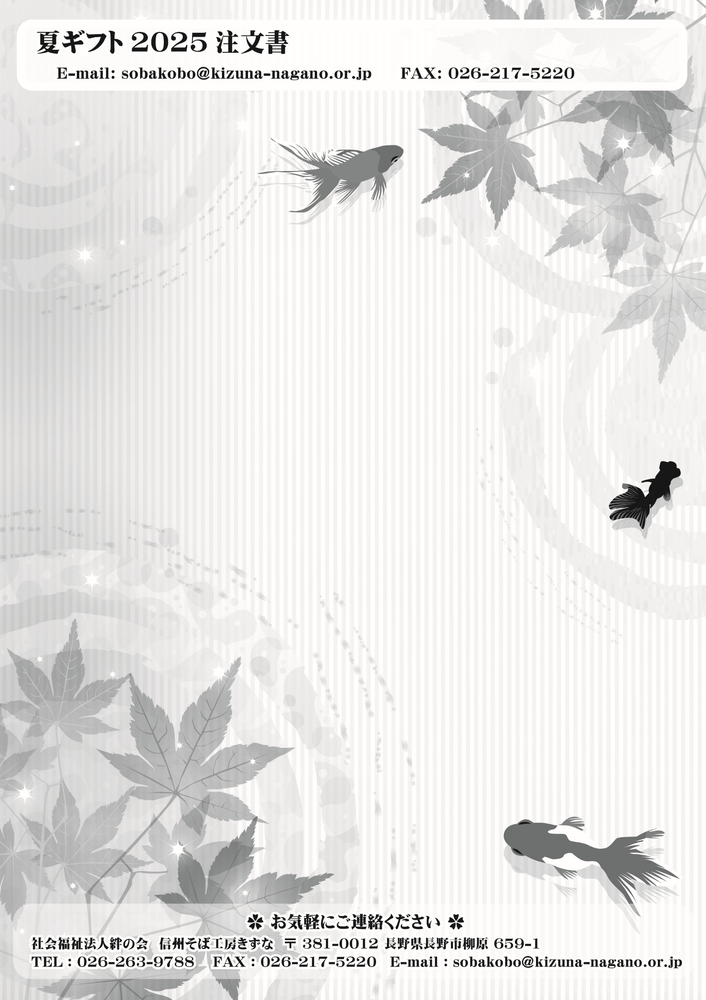 夏ギフト 2025 注文書
E-mail: sobakobo@kizuna-nagano.or.jp　FAX: 026-217-5220
✽ お気軽にご連絡ください ✽
社会福祉法人絆の会　信州そば工房きずな　〒 381-0012 長野県長野市柳原 659-1
TEL : 026-263-9788　FAX : 026-217-5220　E-mail : sobakobo@kizuna-nagano.or.jp